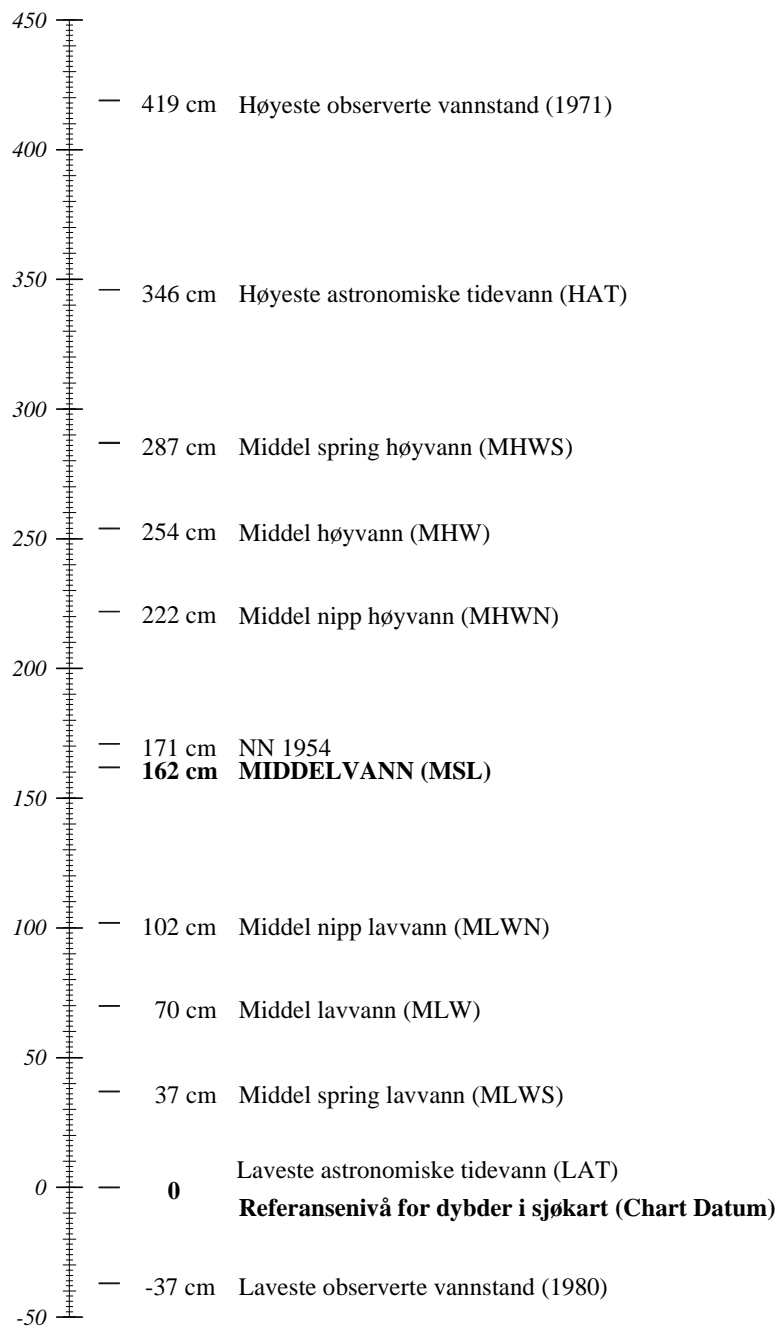 450
419 cm Høyeste observerte vannstand (1971)
400
350
346 cm Høyeste astronomiske tidevann (HAT)
300
287 cm Middel spring høyvann (MHWS)
254 cm Middel høyvann (MHW)
250
222 cm Middel nipp høyvann (MHWN)
200
171 cm NN 1954
162 cm MIDDELVANN (MSL)
150
100 102 cm Middel nipp lavvann (MLWN)
70 cm Middel lavvann (MLW)
50
37 cm Middel spring lavvann (MLWS)
Laveste astronomiske tidevann (LAT)
0 0
Referansenivå for dybder i sjøkart (Chart Datum)
-37 cm Laveste observerte vannstand (1980)
-50